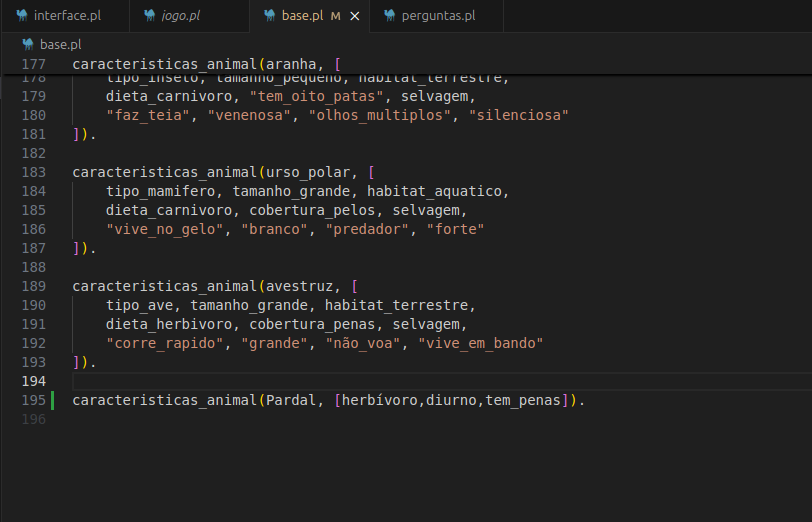 interface.pl jogo.pl base.pl M × perguntas.pl
base.pl
177 caracteristicas_animal(aranha, [
178     tipo_inseto, tamanho_pequeno, habitat_terrestre,
179     dieta_carnivoro, "tem_oito_patas", selvagem,
180     "faz_teia", "venenosa", "olhos_multiplos", "silenciosa"
181 ]).
182
183 caracteristicas_animal(urso_polar, [
184     tipo_mamifero, tamanho_grande, habitat_aquatico,
185     dieta_carnivoro, cobertura_pelos, selvagem,
186     "vive_no_gelo", "branco", "predador", "forte"
187 ]).
188
189 caracteristicas_animal(avestruz, [
190     tipo_ave, tamanho_grande, habitat_terrestre,
191     dieta_herbivoro, cobertura_penas, selvagem,
192     "corre_rapido", "grande", "não_voa", "vive_em_bando"
193 ]).
194
195 caracteristicas_animal(Pardal, [herbívoro,diurno,tem_penas]).
196